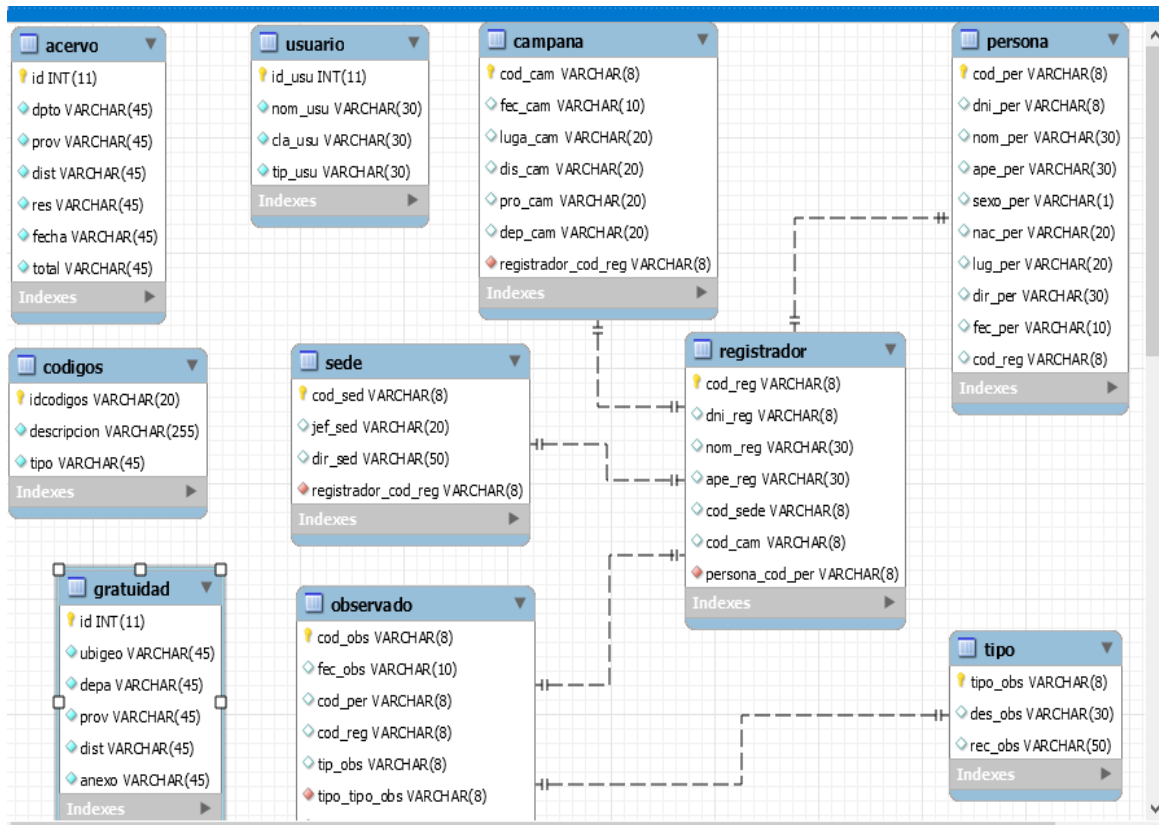 acervo
id INT(11)
dpto VARCHAR(45)
prov VARCHAR(45)
dist VARCHAR(45)
res VARCHAR(45)
fecha VARCHAR(45)
total VARCHAR(45)
Indexes
usuario
id_usu INT(11)
nom_usu VARCHAR(30)
cla_usu VARCHAR(30)
tip_usu VARCHAR(30)
Indexes
campana
cod_cam VARCHAR(8)
fec_cam VARCHAR(10)
luga_cam VARCHAR(20)
dis_cam VARCHAR(20)
pro_cam VARCHAR(20)
dep_cam VARCHAR(20)
registrador_cod_reg VARCHAR(8)
Indexes
persona
cod_per VARCHAR(8)
dni_per VARCHAR(8)
nom_per VARCHAR(30)
ape_per VARCHAR(30)
sexo_per VARCHAR(1)
nac_per VARCHAR(20)
lug_per VARCHAR(20)
dir_per VARCHAR(30)
fec_per VARCHAR(10)
cod_reg VARCHAR(8)
Indexes
codigos
idcodigos VARCHAR(20)
descripcion VARCHAR(255)
tipo VARCHAR(45)
Indexes
sede
cod_sed VARCHAR(8)
jef_sed VARCHAR(20)
dir_sed VARCHAR(50)
registrador_cod_reg VARCHAR(8)
Indexes
registrador
cod_reg VARCHAR(8)
dni_reg VARCHAR(8)
nom_reg VARCHAR(30)
ape_reg VARCHAR(30)
cod_sede VARCHAR(8)
cod_cam VARCHAR(8)
persona_cod_per VARCHAR(8)
Indexes
gratuidad
id INT(11)
ubigeo VARCHAR(45)
depa VARCHAR(45)
prov VARCHAR(45)
dist VARCHAR(45)
anexo VARCHAR(45)
Indexes
observado
cod_obs VARCHAR(8)
fec_obs VARCHAR(10)
cod_per VARCHAR(8)
cod_reg VARCHAR(8)
tip_obs VARCHAR(8)
tipo_tipo_obs VARCHAR(8)
tipo
tipo_obs VARCHAR(8)
des_obs VARCHAR(30)
rec_obs VARCHAR(50)
Indexes